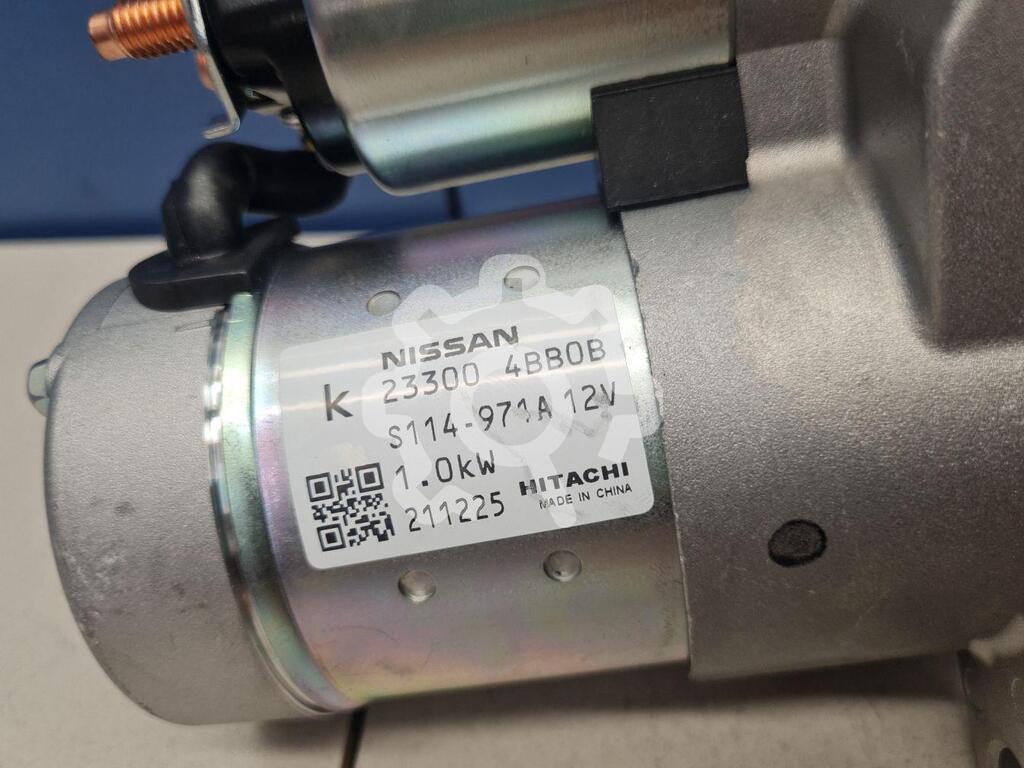 NISSAN
K 23300 4BB0B
S114-971A 12V
1.0kW
211225 HITACHI
MADE IN CHINA